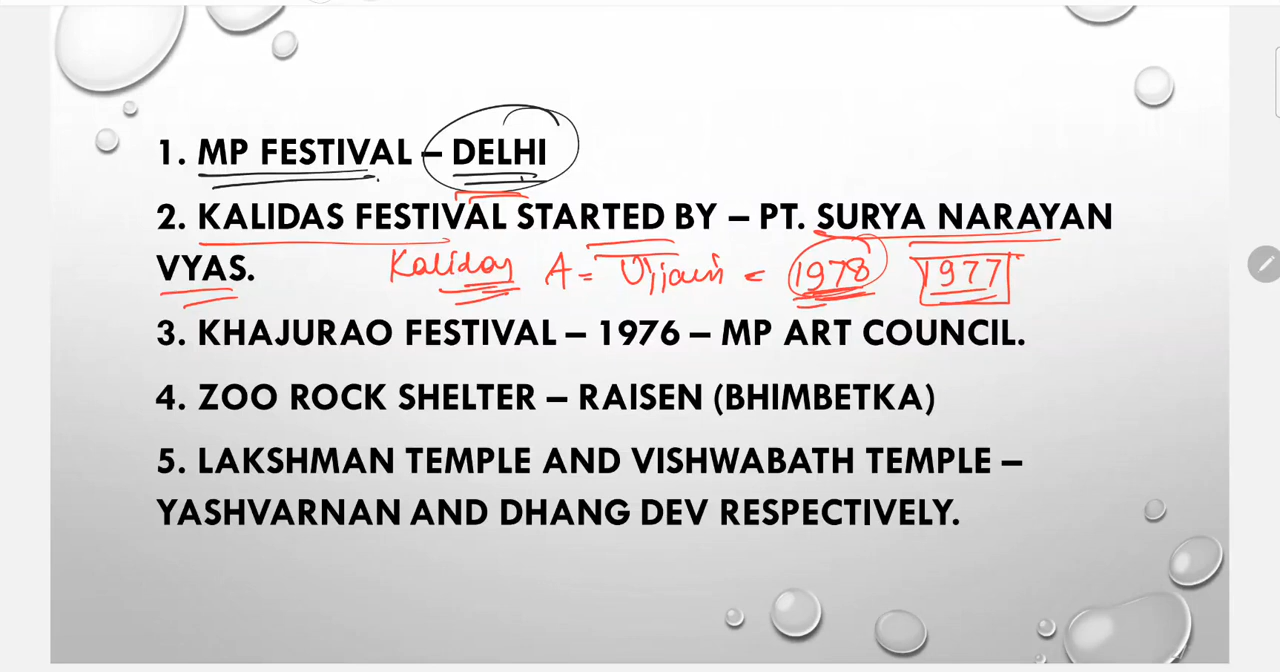 1. MP FESTIVAL – DELHI
2. KALIDAS FESTIVAL STARTED BY – PT. SURYA NARAYAN
VYAS.
Kalidas A = Ujjain = 1978 1977
3. KHAJURAO FESTIVAL – 1976 – MP ART COUNCIL.
4. ZOO ROCK SHELTER – RAISEN (BHIMBETKA)
5. LAKSHMAN TEMPLE AND VISHWABATH TEMPLE –
YASHVARNAN AND DHANG DEV RESPECTIVELY.